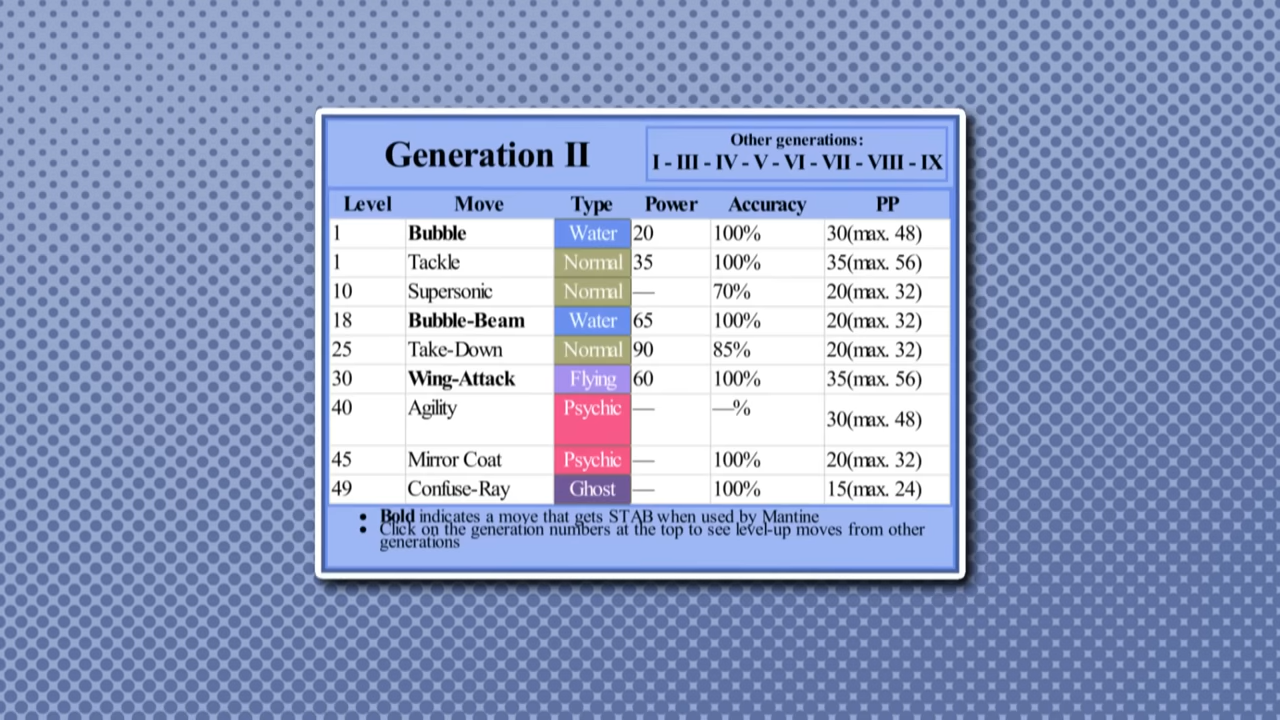 Generation II
Other generations:
I - III - IV - V - VI - VII - VIII - IX
Level Move Type Power Accuracy PP
1 Bubble Water 20 100% 30(max. 48)
1 Tackle Normal 35 100% 35(max. 56)
10 Supersonic Normal — 70% 20(max. 32)
18 Bubble-Beam Water 65 100% 20(max. 32)
25 Take-Down Normal 90 85% 20(max. 32)
30 Wing-Attack Flying 60 100% 35(max. 56)
40 Agility Psychic — —% 30(max. 48)
45 Mirror Coat Psychic — 100% 20(max. 32)
49 Confuse-Ray Ghost — 100% 15(max. 24)
• Bold indicates a move that gets STAB when used by Mantine
• Click on the generation numbers at the top to see level-up moves from other
generations